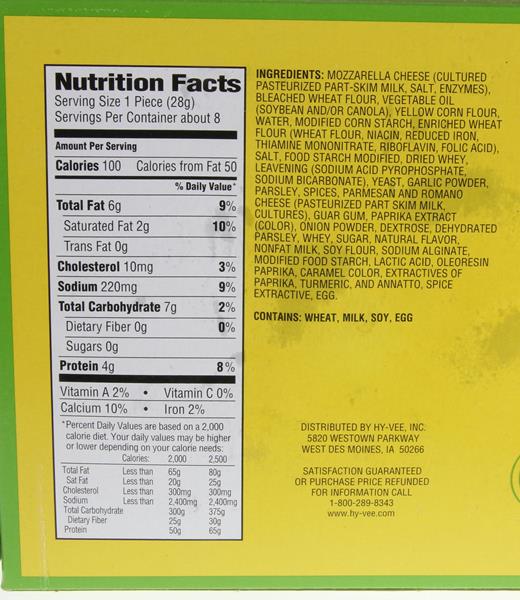 Nutrition Facts
Serving Size 1 Piece (28g)
Servings Per Container about 8
Amount Per Serving
Calories 100 Calories from Fat 50
% Daily Value*
Total Fat 6g 9%
Saturated Fat 2g 10%
Trans Fat 0g
Cholesterol 10mg 3%
Sodium 220mg 9%
Total Carbohydrate 7g 2%
Dietary Fiber 0g 0%
Sugars 0g
Protein 4g 8%
Vitamin A 2% • Vitamin C 0%
Calcium 10% • Iron 2%
*Percent Daily Values are based on a 2,000
calorie diet. Your daily values may be higher
or lower depending on your calorie needs:
Calories: 2,000 2,500
Total Fat Less than 65g 80g
Sat Fat Less than 20g 25g
Cholesterol Less than 300mg 300mg
Sodium Less than 2,400mg 2,400mg
Total Carbohydrate 300g 375g
Dietary Fiber 25g 30g
Protein 50g 65g
INGREDIENTS: MOZZARELLA CHEESE (CULTURED
PASTEURIZED PART-SKIM MILK, SALT, ENZYMES),
BLEACHED WHEAT FLOUR, VEGETABLE OIL
(SOYBEAN AND/OR CANOLA), YELLOW CORN FLOUR,
WATER, MODIFIED CORN STARCH, ENRICHED WHEAT
FLOUR (WHEAT FLOUR, NIACIN, REDUCED IRON,
THIAMINE MONONITRATE, RIBOFLAVIN, FOLIC ACID),
SALT, FOOD STARCH MODIFIED, DRIED WHEY,
LEAVENING (SODIUM ACID PYROPHOSPHATE,
SODIUM BICARBONATE), YEAST, GARLIC POWDER,
PARSLEY, SPICES, PARMESAN AND ROMANO
CHEESE (PASTEURIZED PART SKIM MILK,
CULTURES), GUAR GUM, PAPRIKA EXTRACT
(COLOR), ONION POWDER, DEXTROSE, DEHYDRATED
PARSLEY, WHEY, SUGAR, NATURAL FLAVOR,
NONFAT MILK, SOY FLOUR, SODIUM ALGINATE,
MODIFIED FOOD STARCH, LACTIC ACID, OLEORESIN
PAPRIKA, CARAMEL COLOR, EXTRACTIVES OF
PAPRIKA, TURMERIC, AND ANNATTO, SPICE
EXTRACTIVE, EGG.
CONTAINS: WHEAT, MILK, SOY, EGG
DISTRIBUTED BY HY-VEE, INC.
5820 WESTOWN PARKWAY
WEST DES MOINES, IA 50266
SATISFACTION GUARANTEED
OR PURCHASE PRICE REFUNDED
FOR INFORMATION CALL
1-800-289-8343
www.hy-vee.com